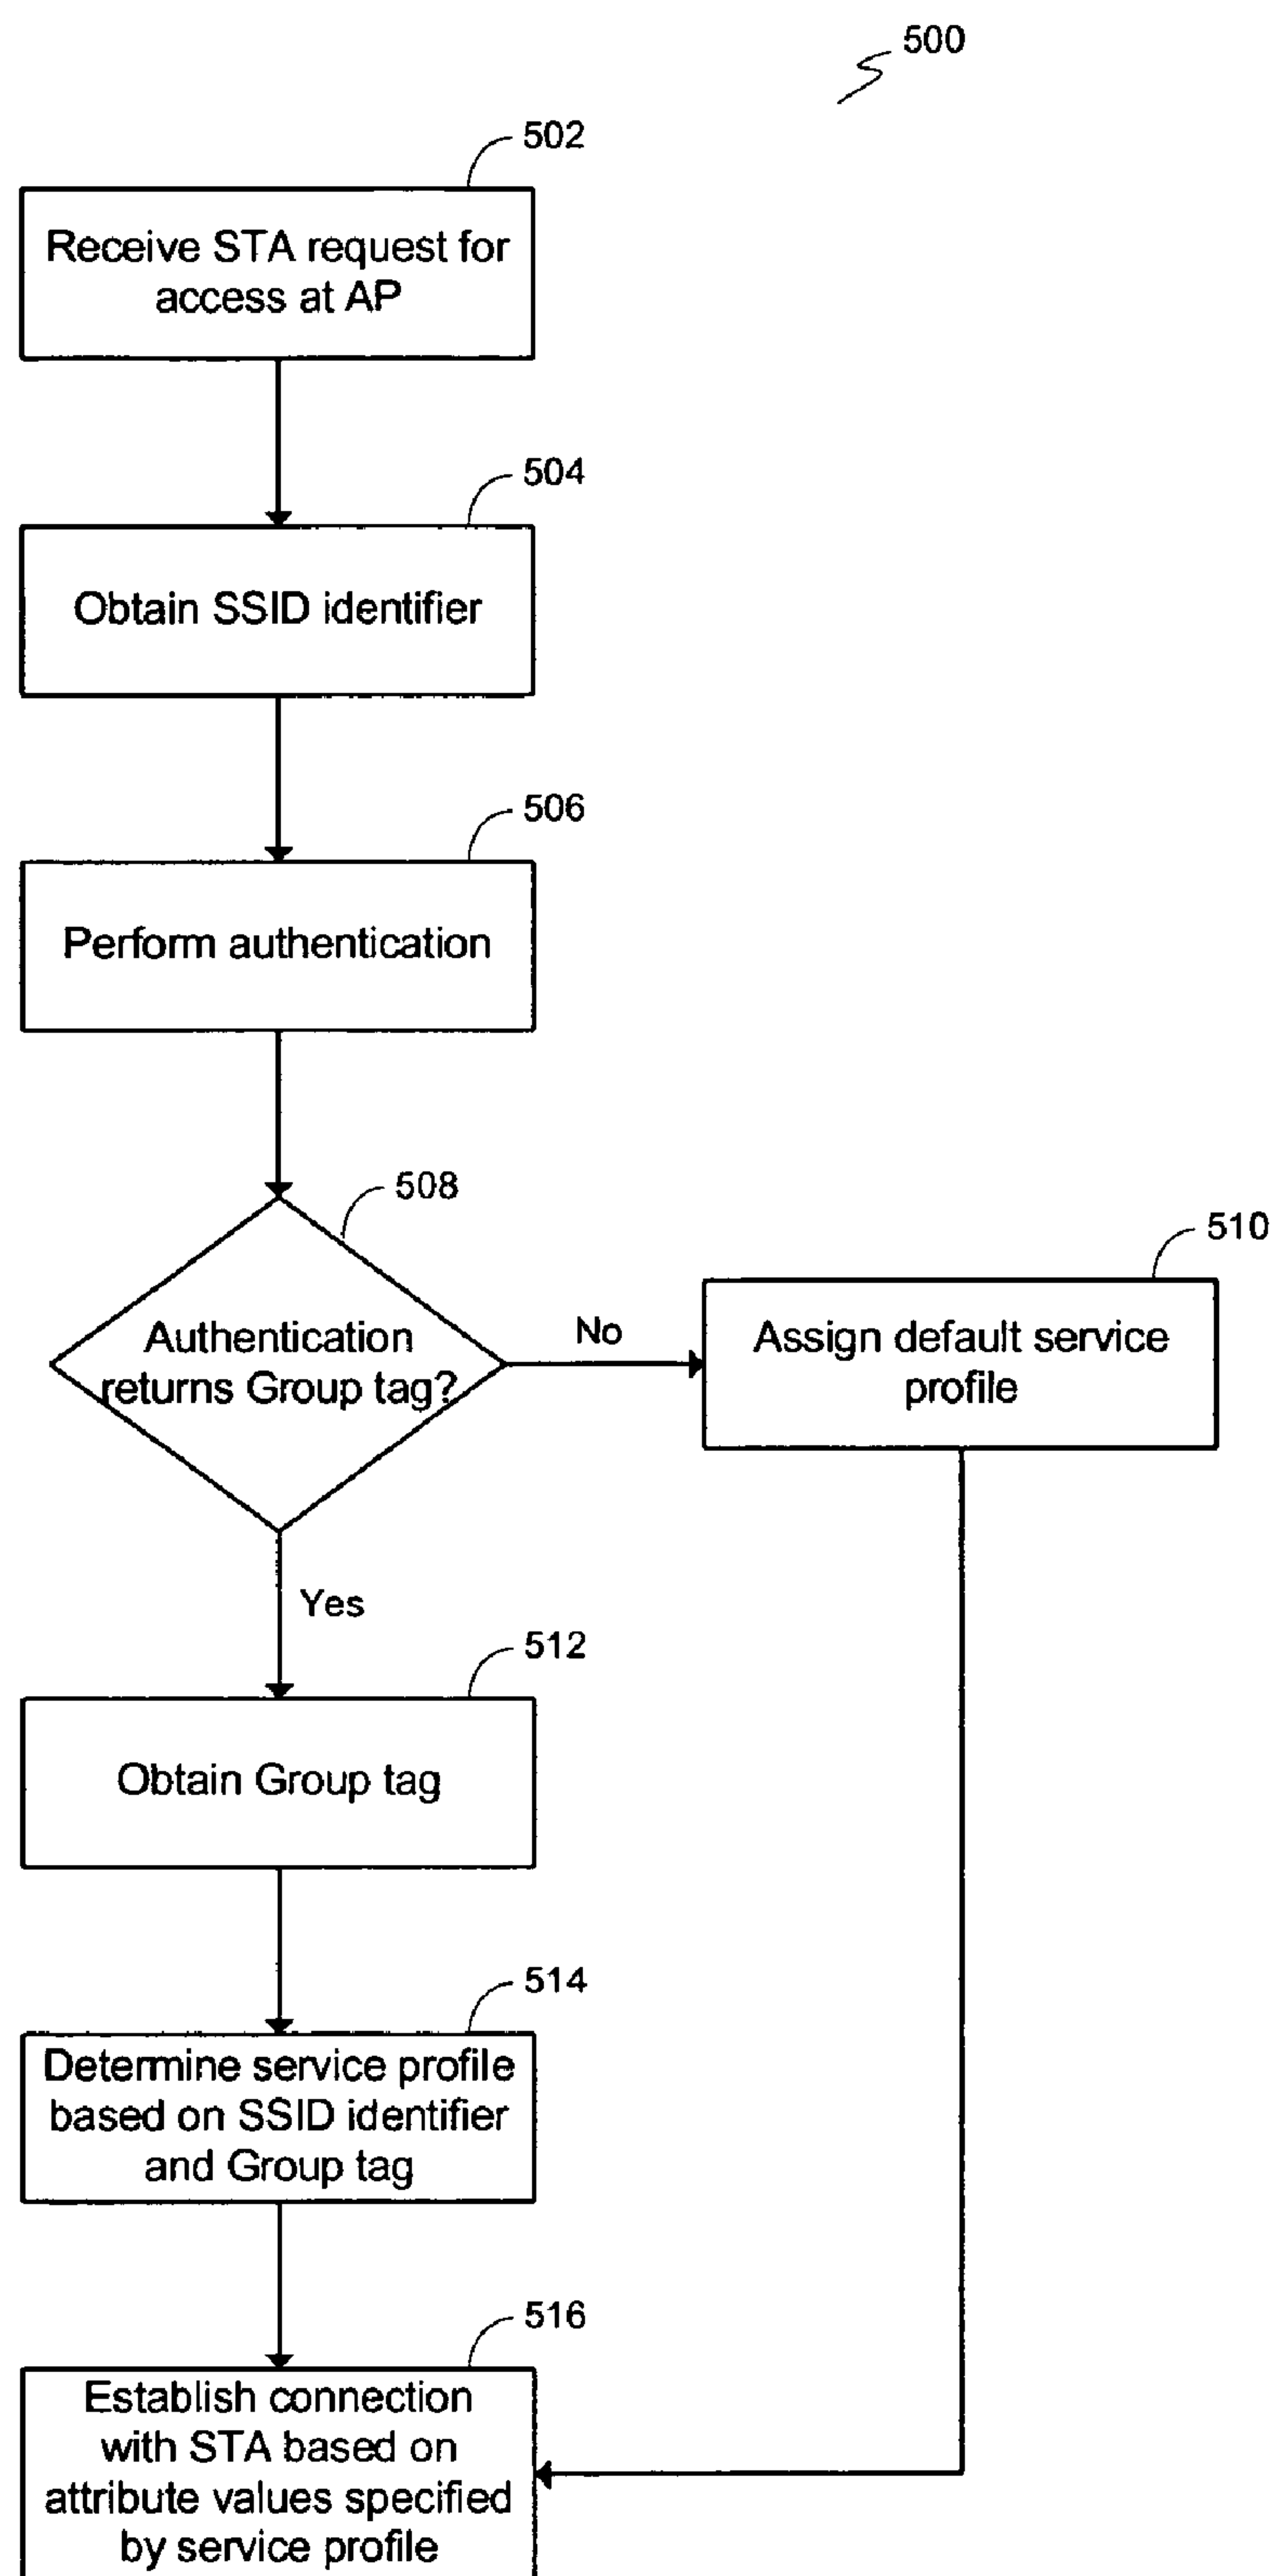 500
502
Receive STA request for
access at AP
504
Obtain SSID identifier
506
Perform authentication
508
Authentication
returns Group tag?
No
510
Assign default service
profile
Yes
512
Obtain Group tag
514
Determine service profile
based on SSID identifier
and Group tag
516
Establish connection
with STA based on
attribute values specified
by service profile